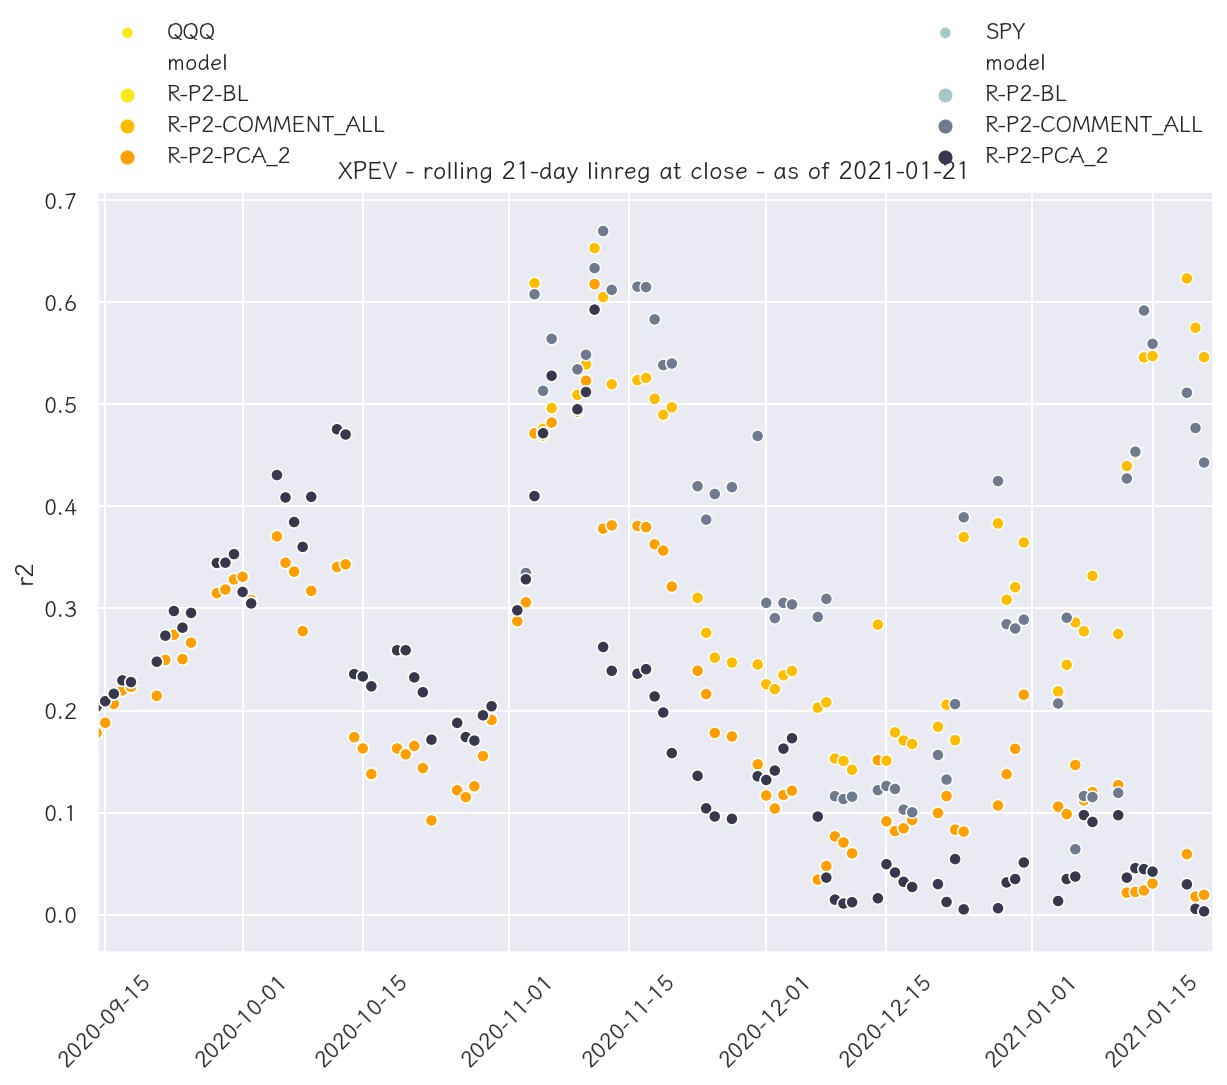 QQQ
model
R-P2-BL
R-P2-COMMENT_ALL
R-P2-PCA_2
SPY
model
R-P2-BL
R-P2-COMMENT_ALL
R-P2-PCA_2
XPEV - rolling 21-day linreg at close - as of 2021-01-21
0.7
0.6
0.5
0.4
0.3
0.2
0.1
0.0
r2
2020-09-15
2020-10-01
2020-10-15
2020-11-01
2020-11-15
2020-12-01
2020-12-15
2021-01-01
2021-01-15